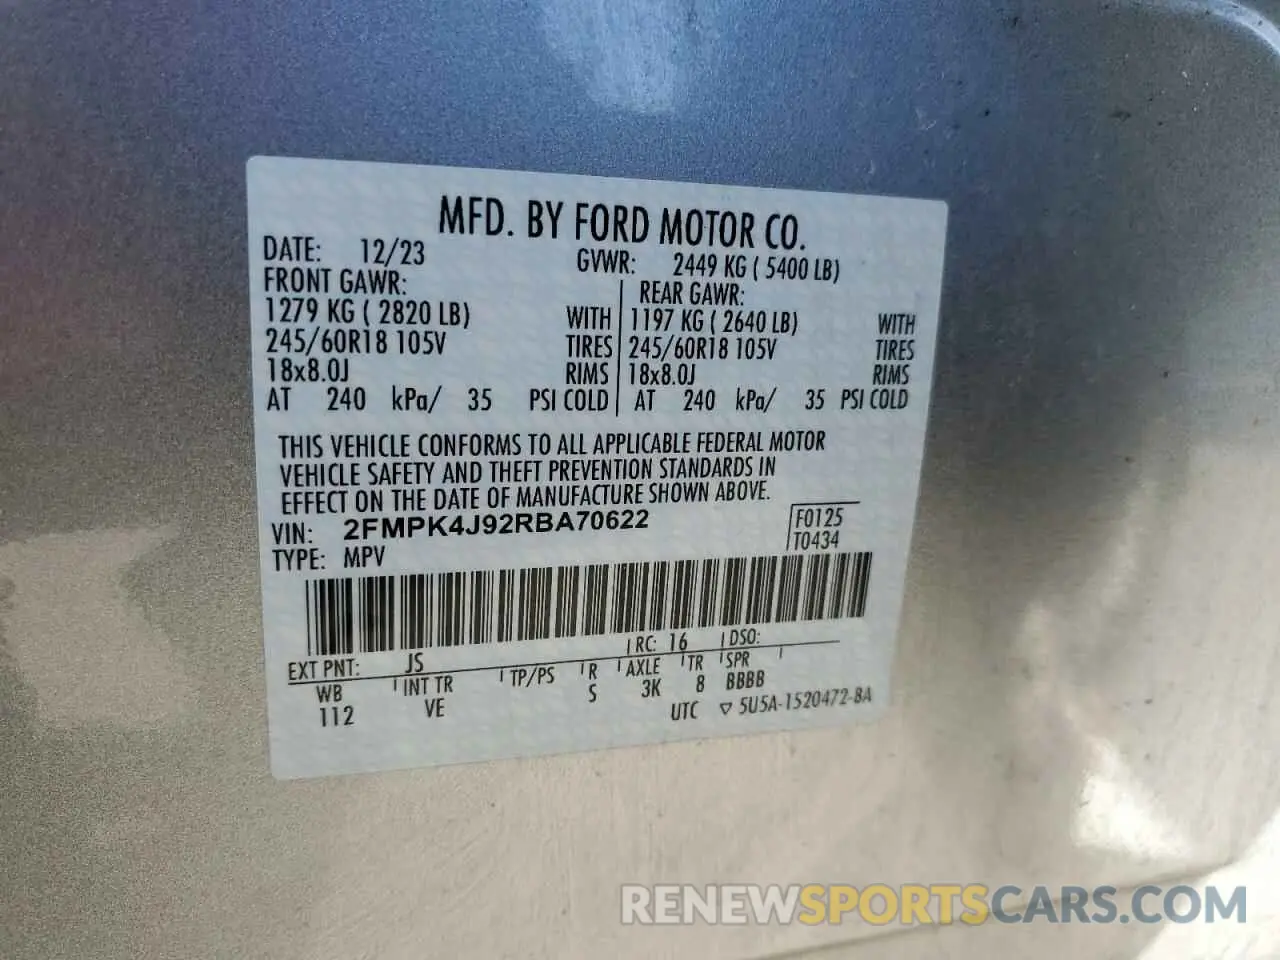 MFD. BY FORD MOTOR CO.
DATE: 12/23 GVWR: 2449 KG ( 5400 LB)
FRONT GAWR: REAR GAWR:
1279 KG ( 2820 LB) WITH 1197 KG ( 2640 LB) WITH
245/60R18 105V TIRES 245/60R18 105V TIRES
18x8.0J RIMS 18x8.0J RIMS
AT 240 kPa/ 35 PSI COLD AT 240 kPa/ 35 PSI COLD
THIS VEHICLE CONFORMS TO ALL APPLICABLE FEDERAL MOTOR
VEHICLE SAFETY AND THEFT PREVENTION STANDARDS IN
EFFECT ON THE DATE OF MANUFACTURE SHOWN ABOVE.
VIN: 2FMPK4J92RBA70622 F0125
TYPE: MPV T0434
EXT PNT: JS RC: 16 DSO:
WB INT TR TP/PS R AXLE TR SPR
112 VE S 3K 8 BBBB
UTC ▽ 5U5A-1520472-BA
RENEWSPORTSCARS.COM